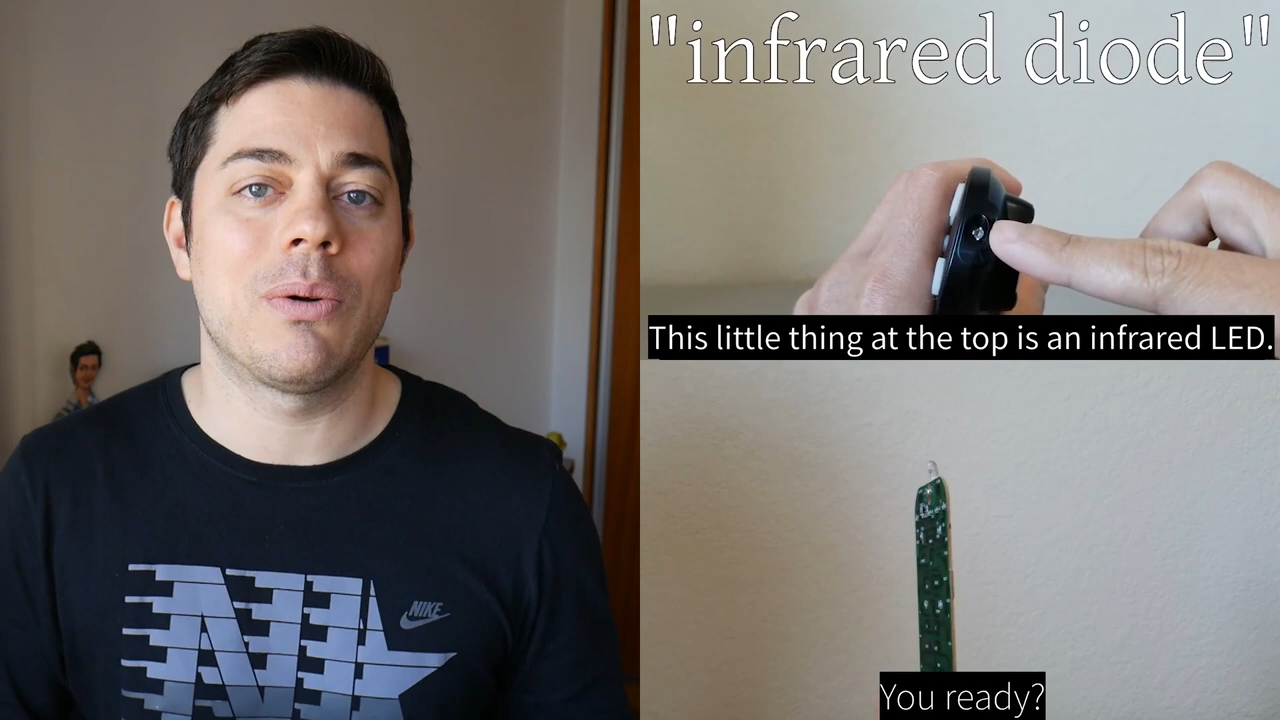 "infrared diode"
This little thing at the top is an infrared LED.
You ready?
NIKE